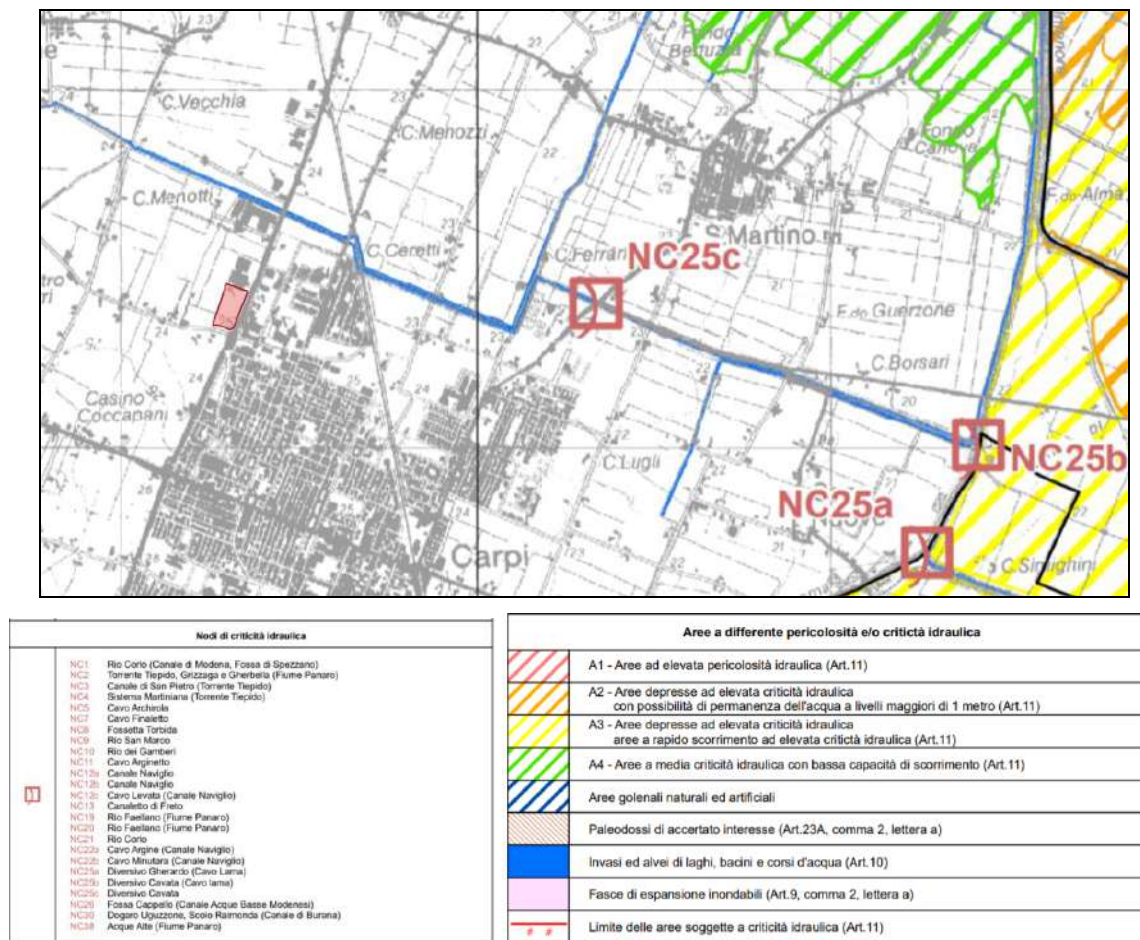 C.Vecchia
C.Menozzi
C.Menotti
C.Ceretti
C.Ferrari
S.Martino
NC25c
F.do Guerzone
C.Borsari
F.do Alma
Casino
Coccapani
C.Lugli
NC25b
NC25a
Carpi
Nodi di criticità idraulica
NC1 Rio Corlo (Canale di Modena, Fossa di Spezzano)
NC2 Torrente Tiepido, Grizzaga e Gherbella (Fiume Panaro)
NC3 Canale di San Pietro (Torrente Tiepido)
NC4 Sistema Martiniana (Torrente Tiepido)
NC5 Cavo Archirola
NC7 Cavo Finaletto
NC8 Fossetta Torbida
NC9 Rio San Marco
NC10 Rio dei Gamberi
NC11 Cavo Arginetto
NC12a Canale Naviglio
NC12b Canale Naviglio
NC12c Cavo Levata (Canale Naviglio)
NC13 Canaletto di Freto
NC19 Rio Faellano (Fiume Panaro)
NC20 Rio Faellano (Fiume Panaro)
NC21 Rio Corlo
NC22a Cavo Argine (Canale Naviglio)
NC22b Cavo Minutara (Canale Naviglio)
NC25a Diversivo Gherardo (Cavo Lama)
NC25b Diversivo Cavata (Cavo lama)
NC25c Diversivo Cavata
NC26 Fossa Cappello (Canale Acque Basse Modenesi)
NC30 Dogaro Uguzzone, Scolo Raimonda (Canale di Burana)
NC38 Acque Alte (Fiume Panaro)
Aree a differente pericolosità e/o critictà idraulica
A1 - Aree ad elevata pericolosità idraulica (Art.11)
A2 - Aree depresse ad elevata criticità idraulica
con possibilità di permanenza dell'acqua a livelli maggiori di 1 metro (Art.11)
A3 - Aree depresse ad elevata criticità idraulica
aree a rapido scorrimento ad elevata critictà idraulica (Art.11)
A4 - Aree a media criticità idraulica con bassa capacità di scorrimento (Art.11)
Aree golenali naturali ed artificiali
Paleodossi di accertato interesse (Art.23A, comma 2, lettera a)
Invasi ed alvei di laghi, bacini e corsi d'acqua (Art.10)
Fasce di espansione inondabili (Art.9, comma 2, lettera a)
Limite delle aree soggette a criticità idraulica (Art.11)